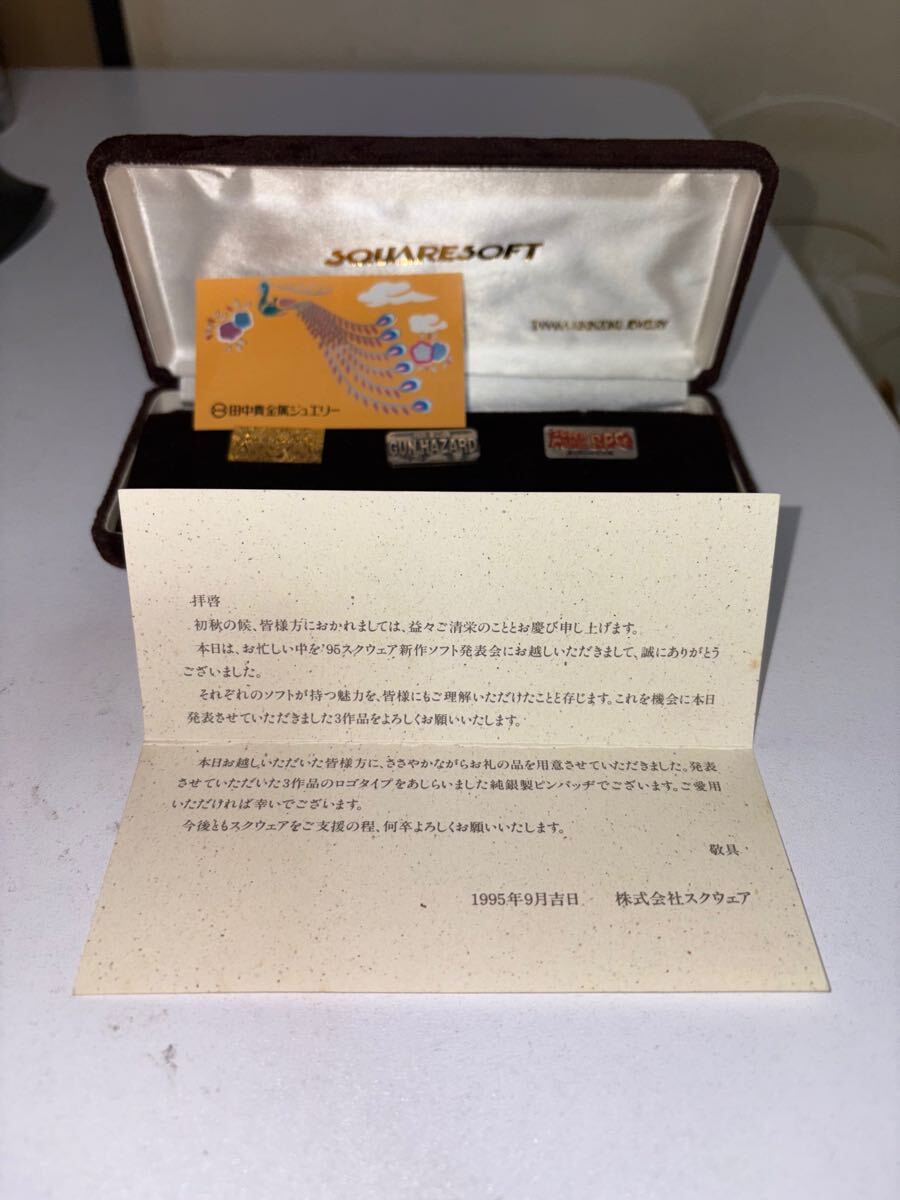 SQUARESOFT
TANAKA KIKINZOKU JEWELRY
田中貴金属ジュエリー
GUN HAZARD
拝啓
初秋の候、皆様方におかれましては、益々ご清栄のこととお慶び申し上げます。
本日は、お忙しい中を'95スクウェア新作ソフト発表会にお越しいただきまして、誠にありがとう
ございました。
それぞれのソフトが持つ魅力を、皆様にもご理解いただけたことと存じます。これを機会に本日
発表させていただきました3作品をよろしくお願いいたします。
本日お越しいただいた皆様方に、ささやかながらお礼の品を用意させていただきました。発表
させていただいた3作品のロゴタイプをあしらいました純銀製ピンバッヂでございます。ご愛用
いただければ幸いでございます。
今後ともスクウェアをご支援の程、何卒よろしくお願いいたします。
敬具
1995年9月吉日 株式会社スクウェア